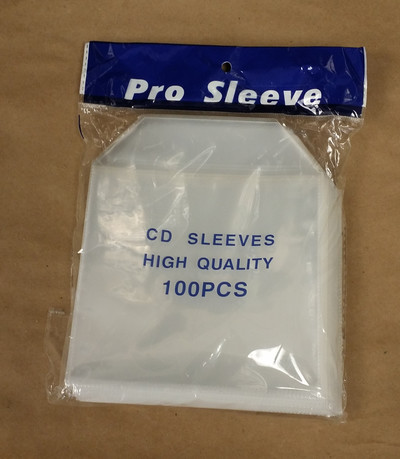 Pro Sleeve
CD SLEEVES
HIGH QUALITY
100PCS